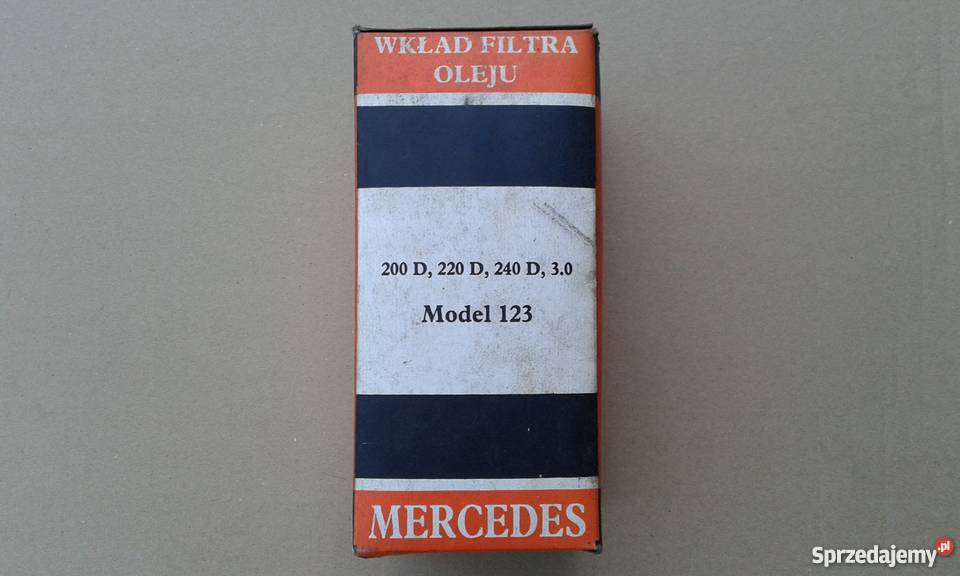 WKŁAD FILTRA
OLEJU
200 D, 220 D, 240 D, 3.0
Model 123
MERCEDES
Sprzedajemy.pl